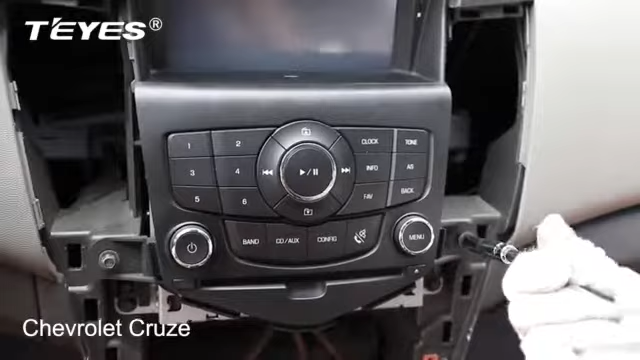 T'EYES®
1
2
CLOCK
TONE
3
4
INFO
AS
5
6
FAV
BACK
BAND
CD/AUX
CONFIG
MENU
Chevrolet Cruze